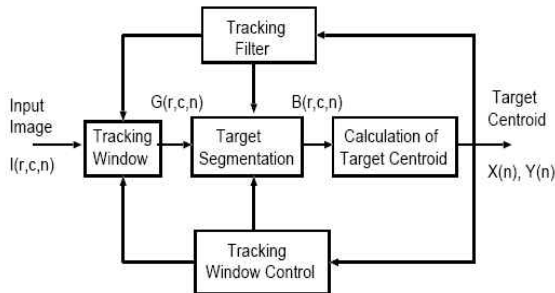 Tracking
Filter
G(r,c,n)
B(r,c,n)
Input
Image
I(r,c,n)
Tracking
Window
Target
Segmentation
Calculation of
Target Centroid
Target
Centroid
X(n), Y(n)
Tracking
Window Control